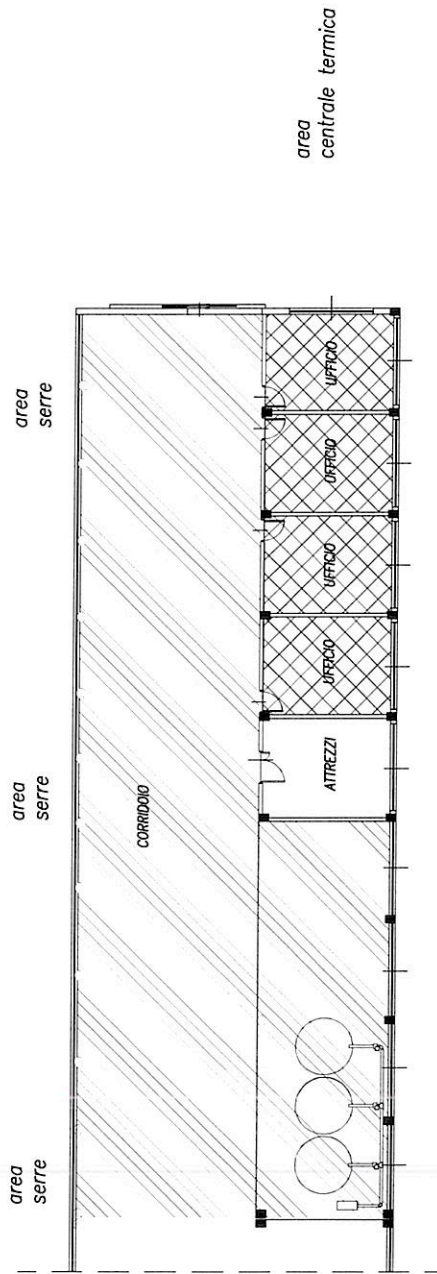 area
centrale termica
area
serre
UFFICIO
UFFICIO
UFFICIO
UFFICIO
ATTREZZI
area
serre
CORRIDOIO
area
serre